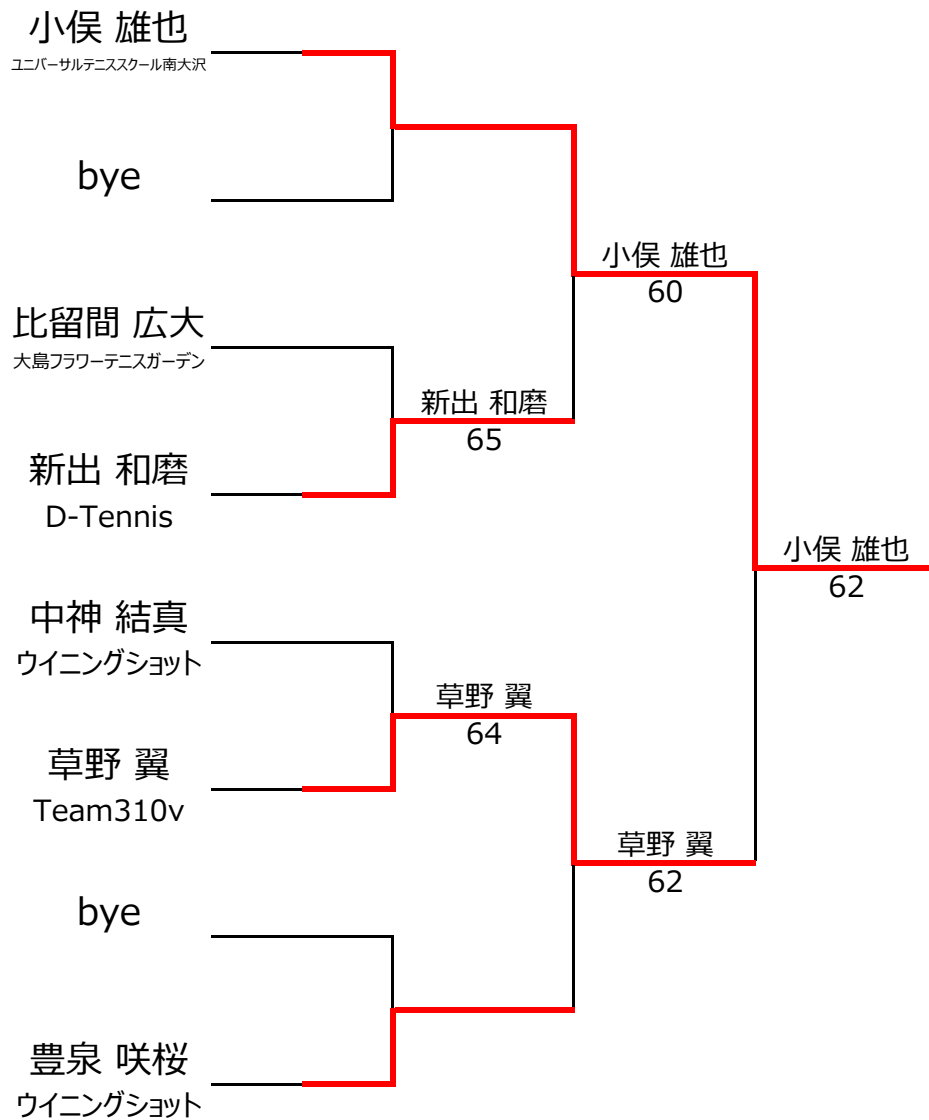 小俣 雄也
ユニバーサルテニススクール南大沢
bye
比留間 広大
大島フラワーテニスガーデン
新出 和磨
D-Tennis
中神 結真
ウイニングショット
草野 翼
Team310v
bye
豊泉 咲桜
ウイニングショット
新出 和磨
65
草野 翼
64
小俣 雄也
60
草野 翼
62
小俣 雄也
62